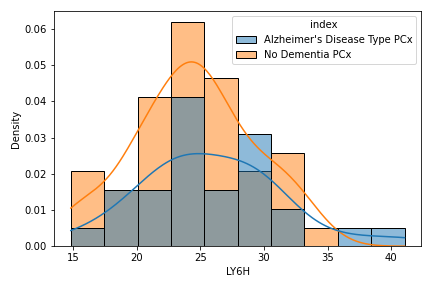 index
Alzheimer's Disease Type PCx
No Dementia PCx
Density
0.06
0.05
0.04
0.03
0.02
0.01
0.00
15 20 25 30 35 40
LY6H